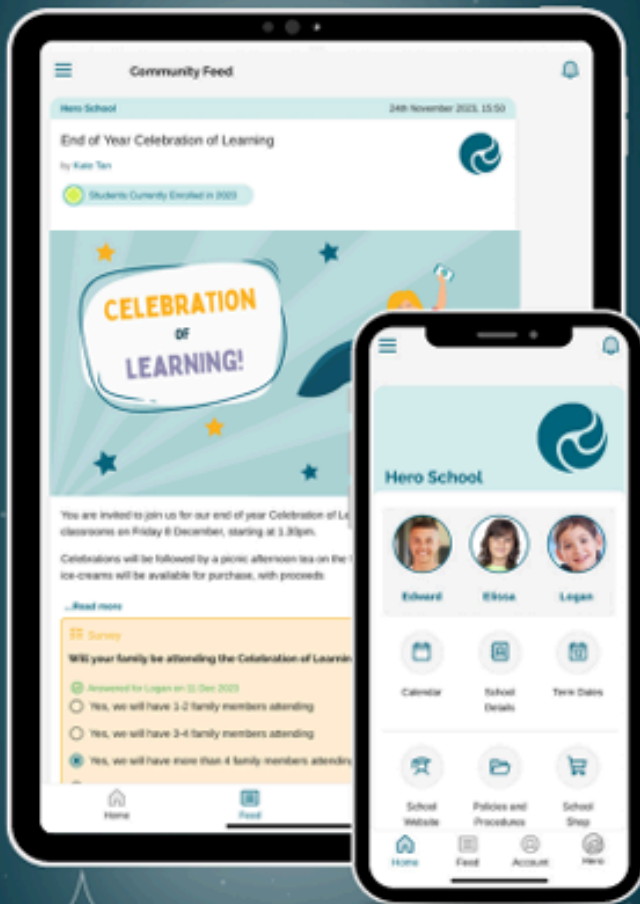 Community Feed
Hero School
24th November 2023, 15:50
End of Year Celebration of Learning
by Kate Tan
Students Currently Enrolled in 2023
CELEBRATION
OF
LEARNING!
You are invited to join us for our end of year Celebration of Le
classrooms on Friday 8 December, starting at 1.30pm.
Celebrations will be followed by a picnic afternoon tea on the
ice-creams will be available for purchase, with proceeds
...Read more
Survey
Will your family be attending the Celebration of Learnin
Answered for Logan on 11 Dec 2023
Yes, we will have 1-2 family members attending
Yes, we will have 3-4 family members attending
Yes, we will have more than 4 family members attendin
Home
Feed
Hero School
Edward
Elissa
Logan
Calendar
School
Details
Term Dates
School
Website
Policies and
Procedures
School
Shop
Home
Feed
Account
Hero